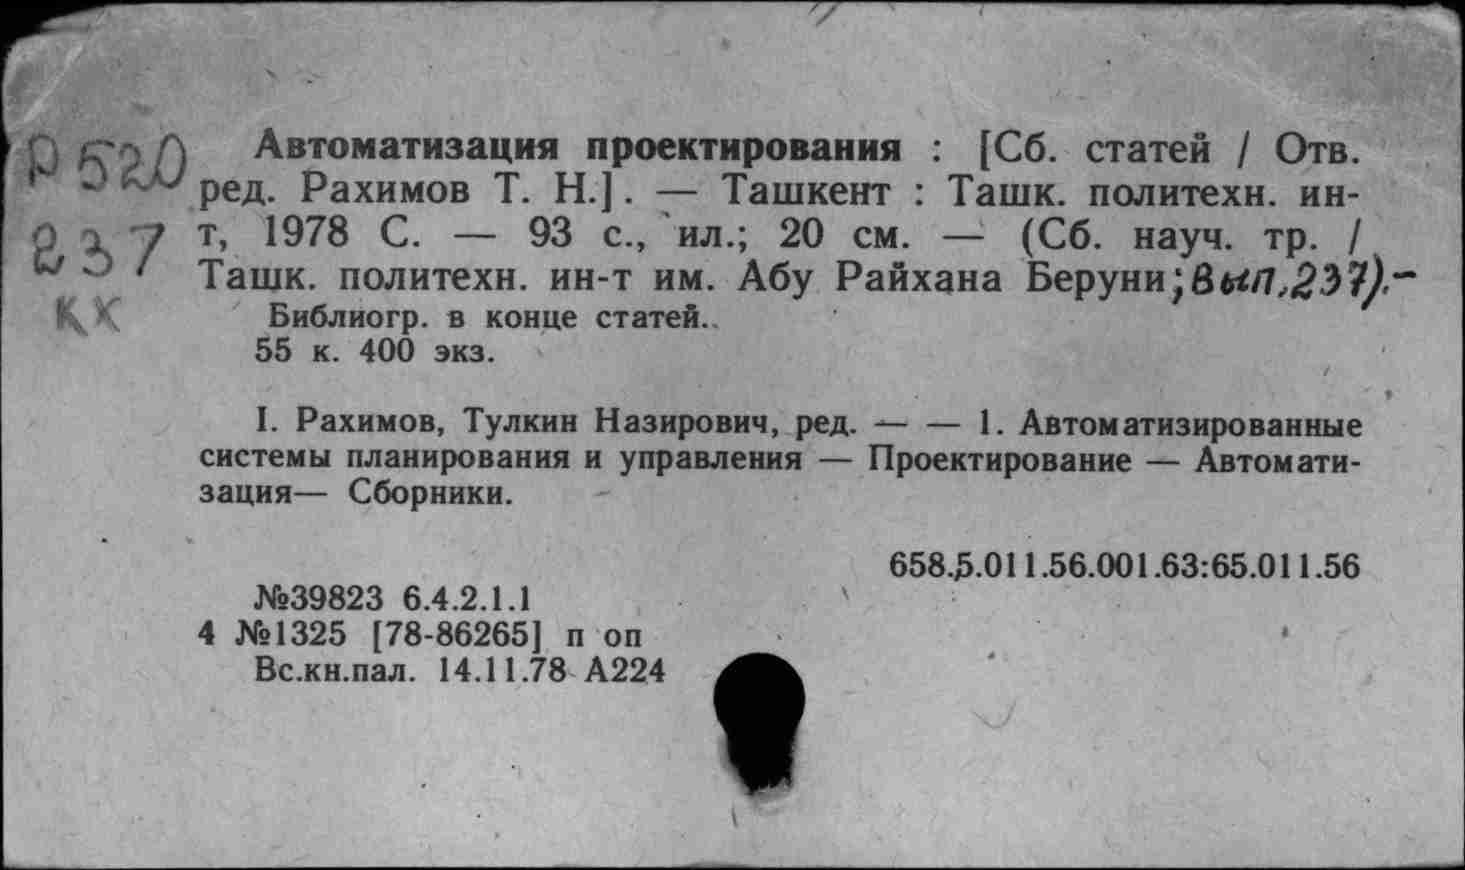 Р 520 Автоматизация проектирования : [Сб. статей / Отв.
ред. Рахимов Т. Н.]. — Ташкент : Ташк. политехн. ин-
237 т, 1978 С. — 93 с., ил.; 20 см. — (Сб. науч. тр. /
Ташк. политехн. ин-т им. Абу Райхана Беруни; Вып. 237).-
КХ Библиогр. в конце статей.
55 к. 400 экз.
I. Рахимов, Тулкин Назирович, ред. — — 1. Автоматизированные
системы планирования и управления — Проектирование — Автомати-
зация— Сборники.
658.5.011.56.001.63:65.011.56
№39823 6.4.2.1.1
4 №1325 [78-86265] п оп
Вс.кн.пал. 14.11.78 А224